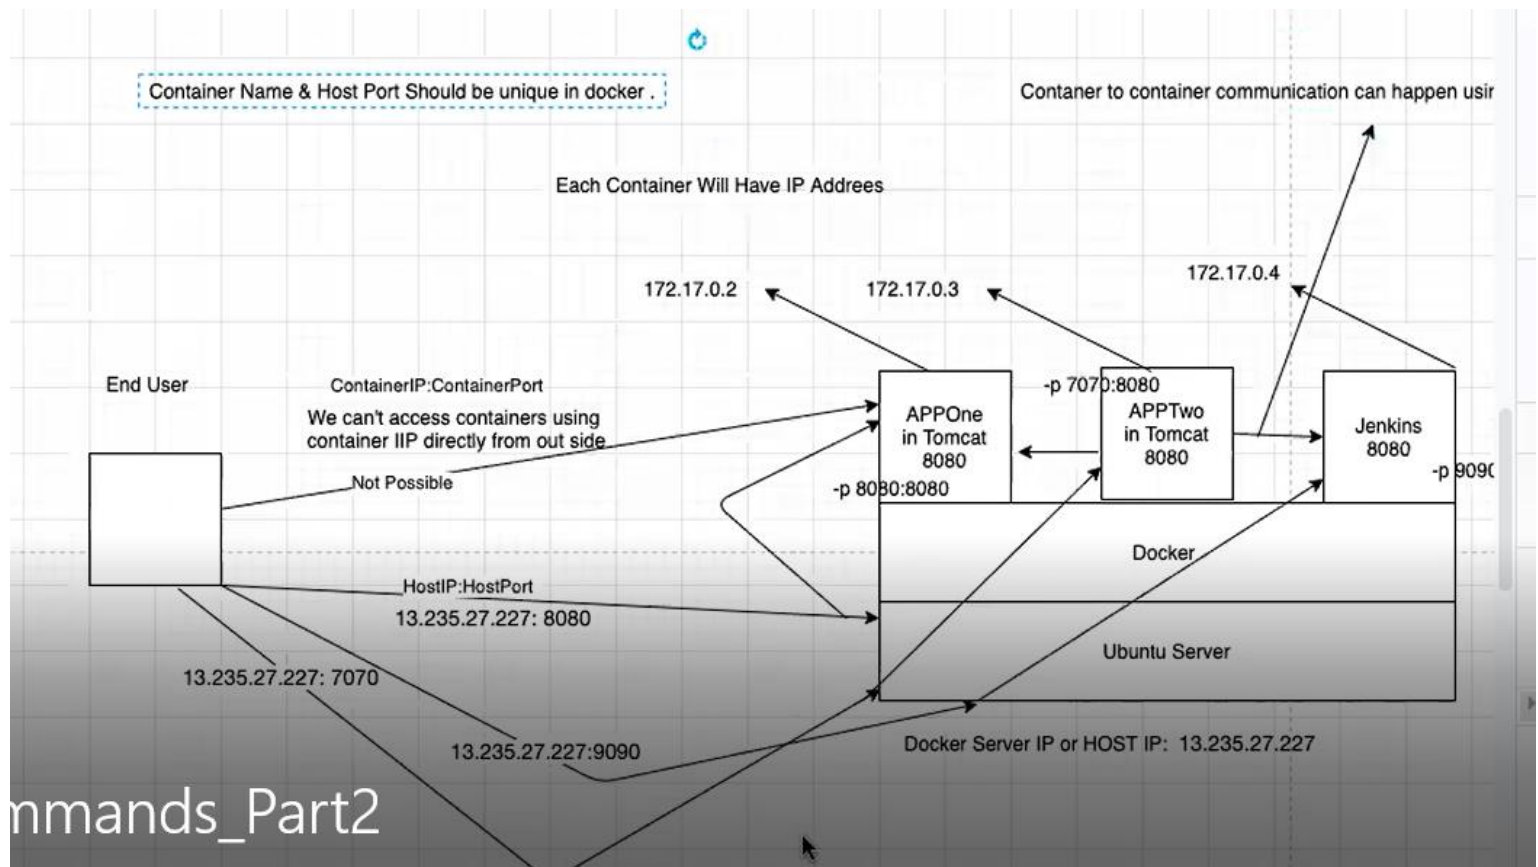 Container Name & Host Port Should be unique in docker .
Contaner to container communication can happen usin
Each Container Will Have IP Addrees
172.17.0.2
172.17.0.3
172.17.0.4
End User
ContainerIP:ContainerPort
We can't access containers using
container IIP directly from out side
Not Possible
-p 7070:8080
APPOne
in Tomcat
8080
-p 8080:8080
APPTwo
in Tomcat
8080
Jenkins
8080
-p 9090
Docker
HostIP:HostPort
13.235.27.227: 8080
Ubuntu Server
13.235.27.227: 7070
13.235.27.227:9090
Docker Server IP or HOST IP: 13.235.27.227
mmands_Part2